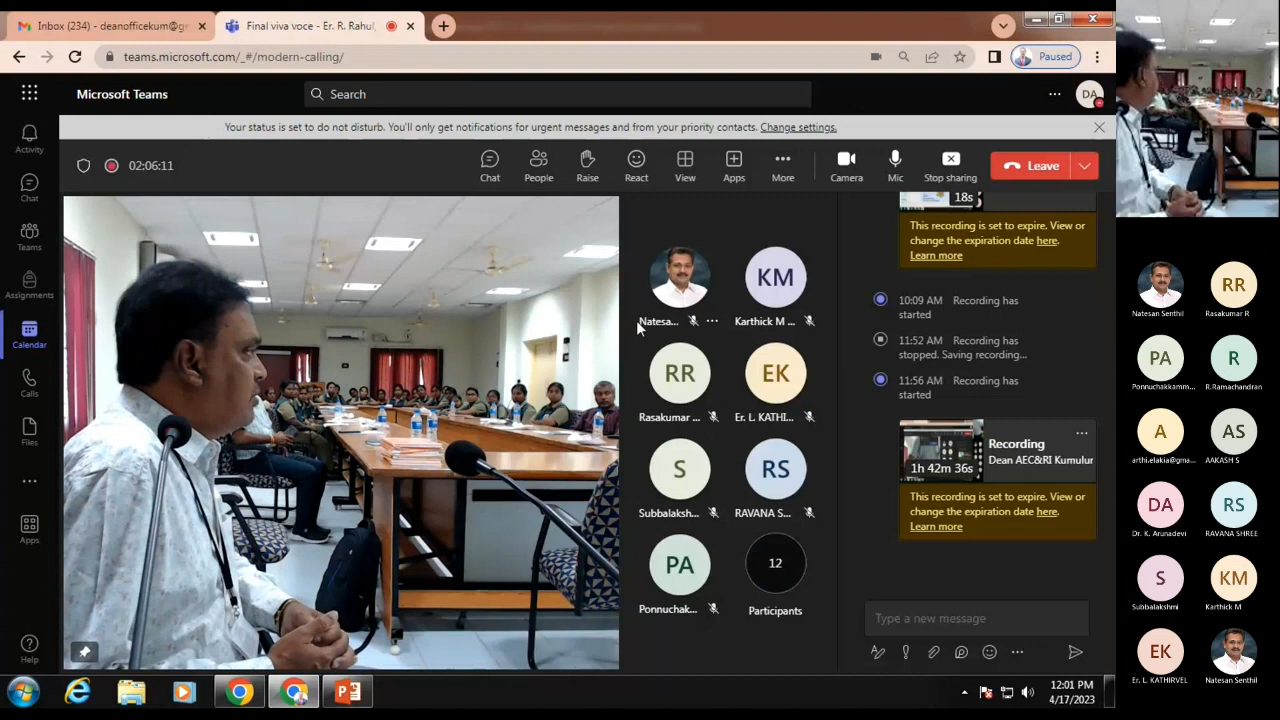 Inbox (234) - deanofficekum@gr
Final viva voce - Er. R. Rahul,
teams.microsoft.com/_#/modern-calling/
Paused
Microsoft Teams
Search
DA
Your status is set to do not disturb. You'll only get notifications for urgent messages and from your priority contacts. Change settings.
02:06:11
Chat
People
Raise
React
View
Apps
More
Camera
Mic
Stop sharing
Leave
Activity
Chat
Teams
Assignments
Calendar
Calls
Files
Apps
Help
Natesa...
KM
Karthick M ...
RR
Rasakumar ...
EK
Er. L. KATHI...
S
Subbalaksh...
RS
RAVANA S...
PA
Ponnuchak...
12
Participants
18s
This recording is set to expire. View or
change the expiration date here.
Learn more
10:09 AM Recording has
started
11:52 AM Recording has
stopped. Saving recording...
11:56 AM Recording has
started
Recording
Dean AEC&RI Kumulur
1h 42m 36s
This recording is set to expire. View or
change the expiration date here.
Learn more
Type a new message
12:01 PM
4/17/2023
Natesan Senthil
RR
Rasakumar R
PA
Ponnuchakkamm...
R
R.Ramachandran
A
arthi.elakia@gma...
AS
AAKASH S
DA
Dr. K. Arunadevi
RS
RAVANA SHREE
S
Subbalakshmi
KM
Karthick M
EK
Er. L. KATHIRVEL
Natesan Senthil